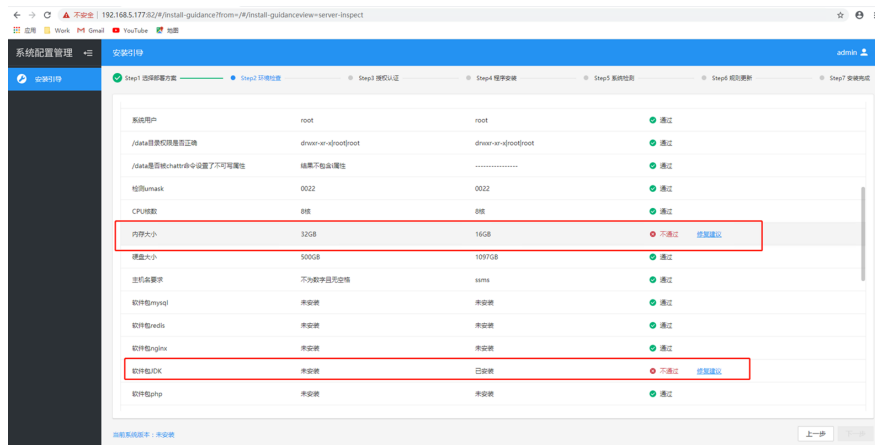 不安全 192.168.5.177:82/#/install-guidance?from=/#/install-guidanceview=server-inspect
应用 Work Gmail YouTube 地图
系统配置管理 安装引导 admin
安装引导 Step1 选择部署方案 Step2 环境检查 Step3 授权认证 Step4 程序安装 Step5 系统检测 Step6 规则更新 Step7 安装完成
系统用户 root root 通过
/data目录权限是否正确 drwxr-xr-x|root|root drwxr-xr-x|root|root 通过
/data是否被chattr命令设置了不可写属性 结果不包含i属性 ---------------- 通过
检测umask 0022 0022 通过
CPU核数 8核 8核 通过
内存大小 32GB 16GB 不通过 修复建议
硬盘大小 500GB 1097GB 通过
主机名要求 不为数字且无空格 ssms 通过
软件包mysql 未安装 未安装 通过
软件包redis 未安装 未安装 通过
软件包nginx 未安装 未安装 通过
软件包JDK 未安装 已安装 不通过 修复建议
软件包php 未安装 未安装 通过
当前系统版本：未安装 上一步 下一步